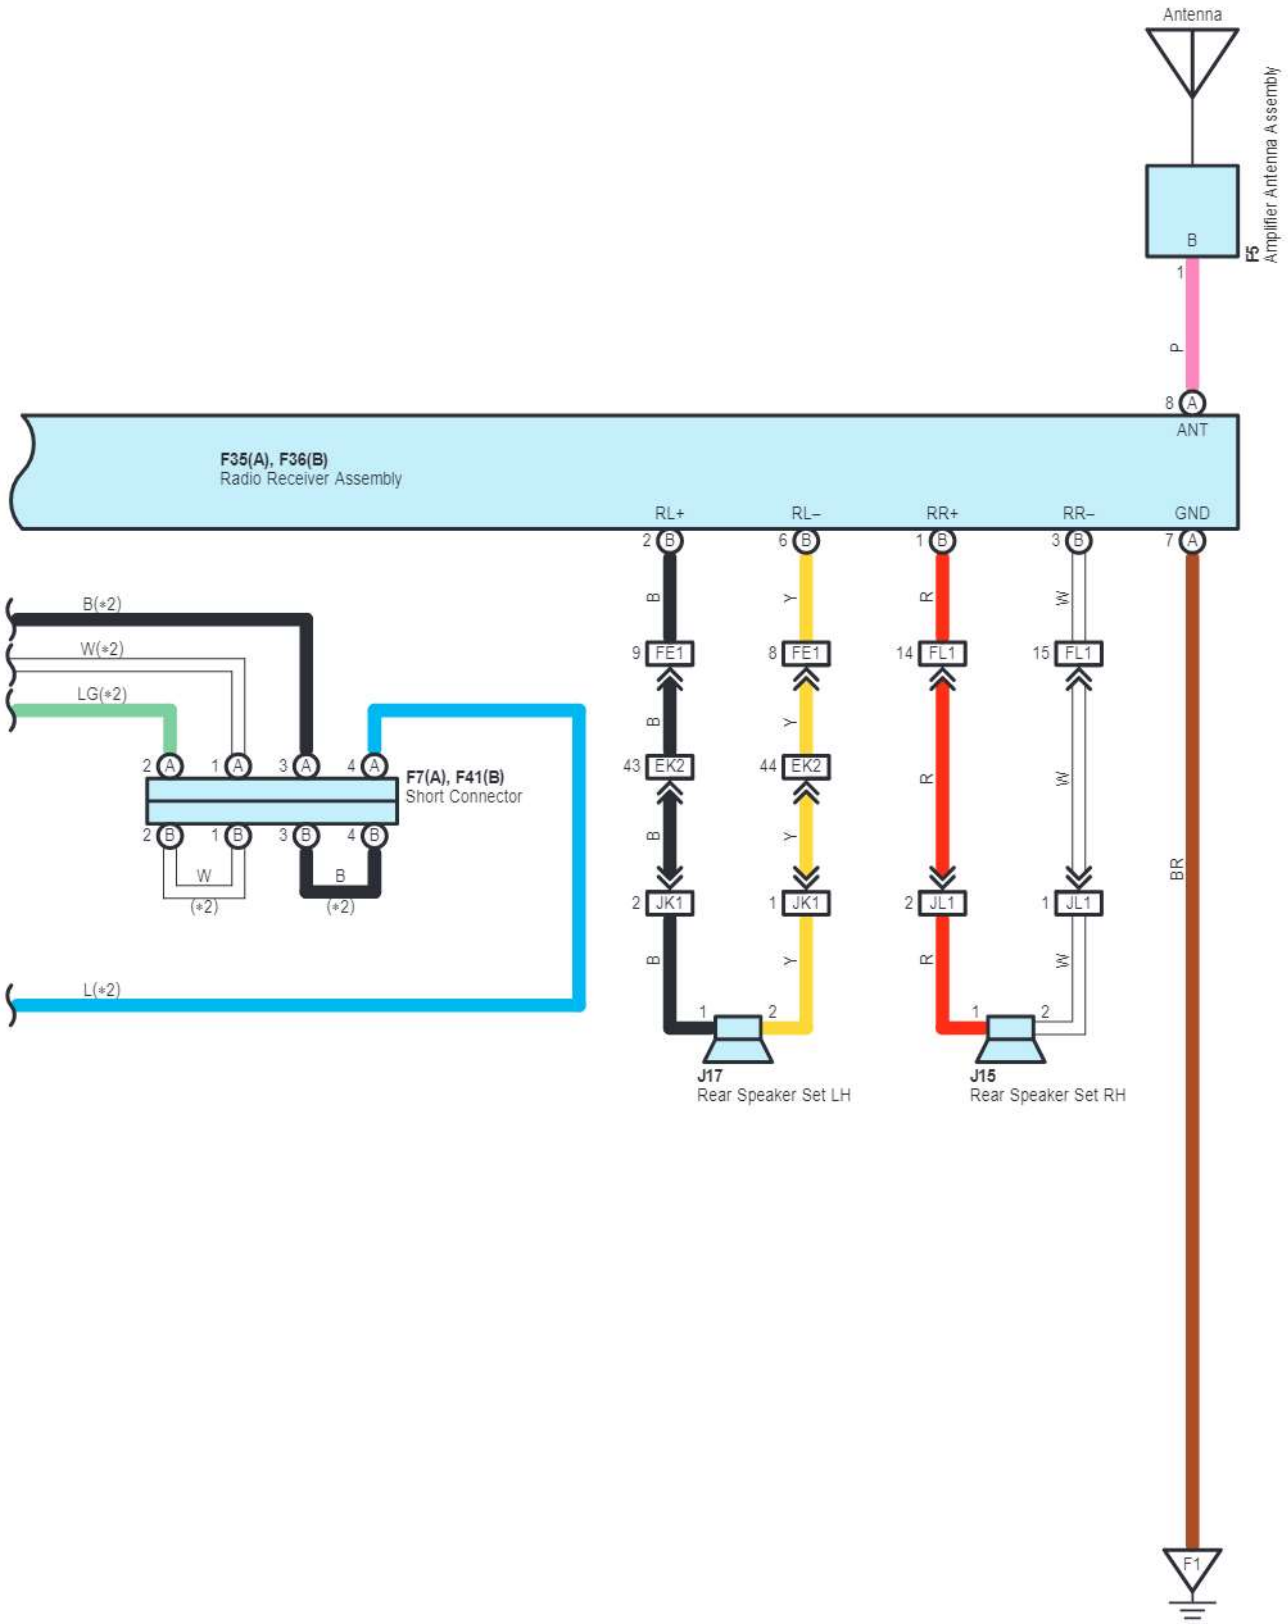 Antenna
Amplifier Antenna Assembly
F5
B
1
P
8 A
ANT
F35(A), F36(B)
Radio Receiver Assembly
RL+ RL− RR+ RR− GND
2 B 6 B 1 B 3 B 7 A
B Y R W
B(*2)
W(*2)
LG(*2)
9 FE1 8 FE1 14 FL1 15 FL1
B Y
2 A 1 A 3 A 4 A
43 EK2 44 EK2
R W
F7(A), F41(B)
Short Connector
2 B 1 B 3 B 4 B
B Y
W B
(*2) (*2)
BR
2 JK1 1 JK1 2 JL1 1 JL1
B Y R W
L(*2)
1 2 1 2
J17 J15
Rear Speaker Set LH Rear Speaker Set RH
F1